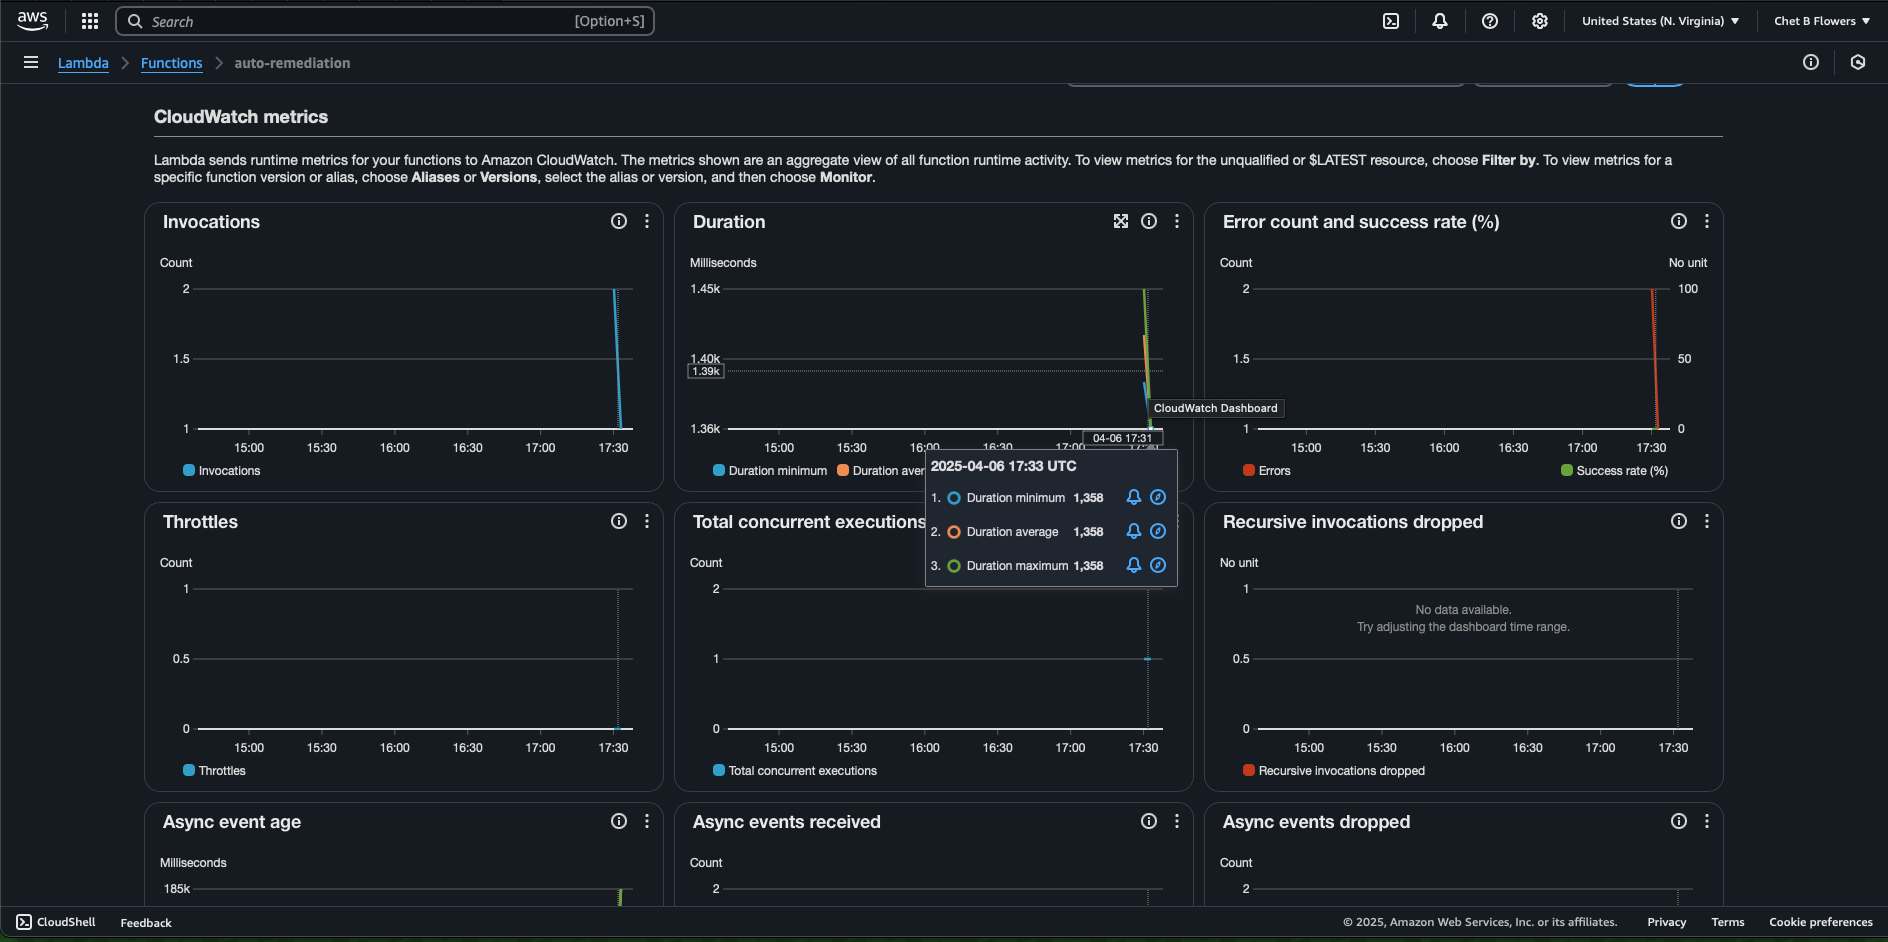 aws
Search
[Option+S]
United States (N. Virginia)
Chet B Flowers
Lambda
Functions
auto-remediation
CloudWatch metrics
Lambda sends runtime metrics for your functions to Amazon CloudWatch. The metrics shown are an aggregate view of all function runtime activity. To view metrics for the unqualified or $LATEST resource, choose Filter by. To view metrics for a
specific function version or alias, choose Aliases or Versions, select the alias or version, and then choose Monitor.
Invocations
Count
2
1.5
1
15:00 15:30 16:00 16:30 17:00 17:30
Invocations
Duration
Milliseconds
1.45k
1.40k
1.39k
1.36k
CloudWatch Dashboard
04-06 17:31
15:00 15:30 16:00 16:30 17:00 17:30
Duration minimum Duration aver
2025-04-06 17:33 UTC
1. Duration minimum 1,358
2. Duration average 1,358
3. Duration maximum 1,358
Error count and success rate (%)
Count No unit
2 100
1.5 50
1 0
15:00 15:30 16:00 16:30 17:00 17:30
Errors Success rate (%)
Throttles
Count
1
0.5
0
15:00 15:30 16:00 16:30 17:00 17:30
Throttles
Total concurrent executions
Count
2
1
0
15:00 15:30 16:00 16:30 17:00 17:30
Total concurrent executions
Recursive invocations dropped
No unit
1
No data available.
Try adjusting the dashboard time range.
0.5
0
15:00 15:30 16:00 16:30 17:00 17:30
Recursive invocations dropped
Async event age
Milliseconds
185k
Async events received
Count
2
Async events dropped
Count
2
CloudShell
Feedback
© 2025, Amazon Web Services, Inc. or its affiliates.
Privacy
Terms
Cookie preferences